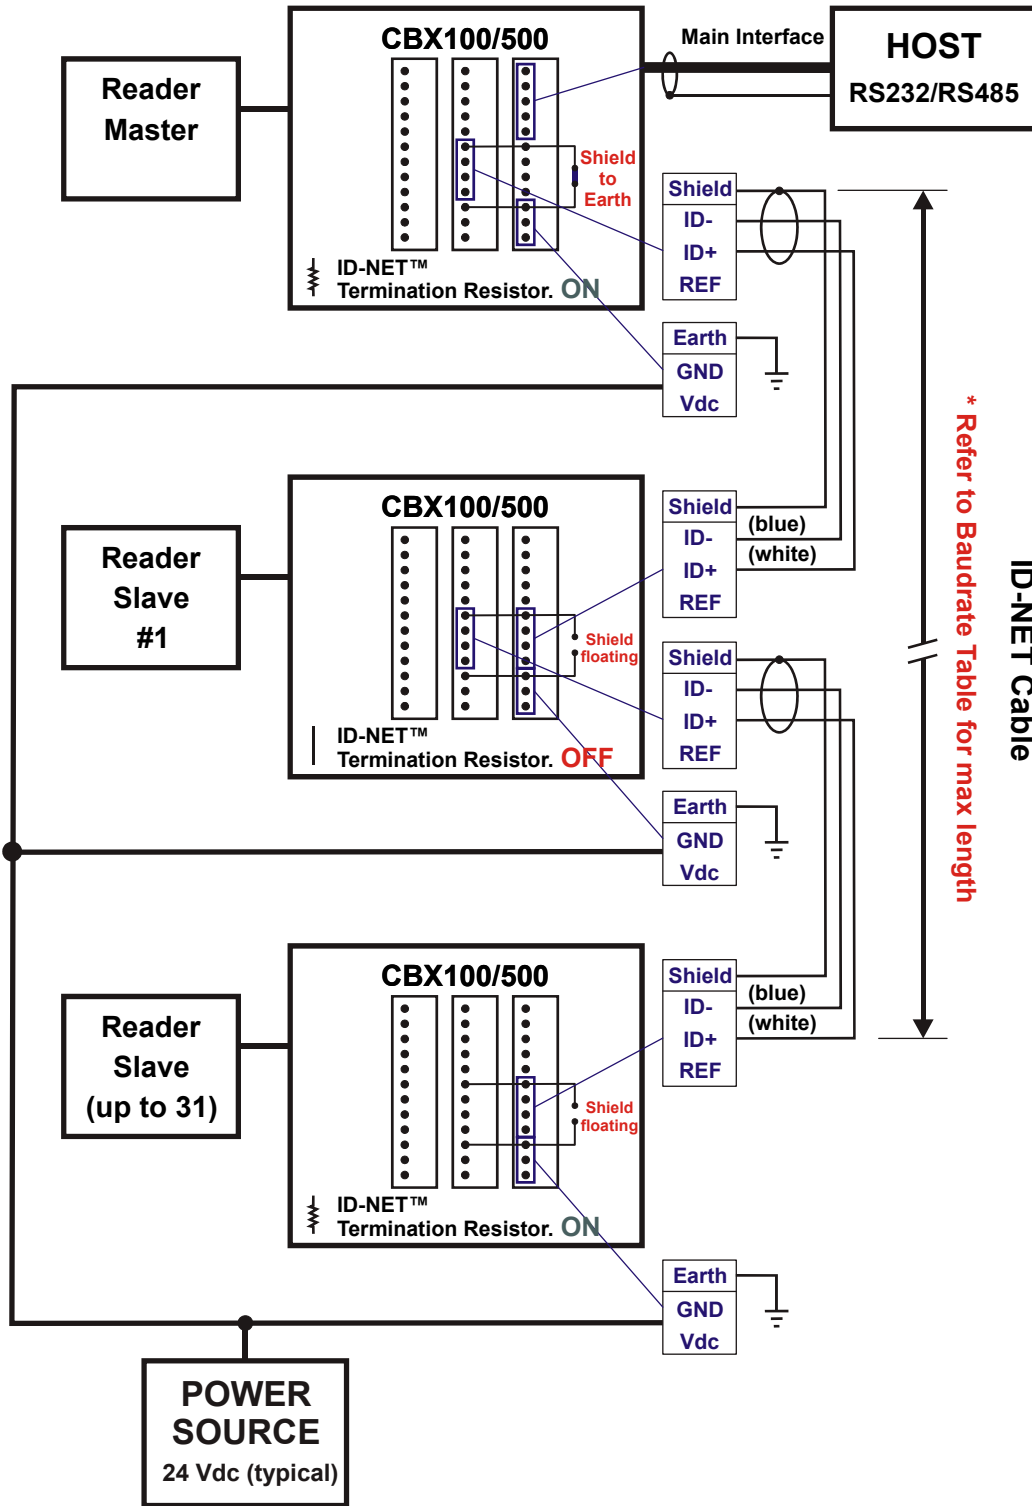 CBX100/500
Main Interface
HOST
RS232/RS485
Reader
Master
Shield
to
Earth
ID-NET™
Termination Resistor. ON
Shield
ID-
ID+
REF
Earth
GND
Vdc
CBX100/500
Reader
Slave
#1
Shield
floating
ID-NET™
Termination Resistor. OFF
Shield
ID-
ID+
REF
(blue)
(white)
Shield
ID-
ID+
REF
Earth
GND
Vdc
ID-NET Cable
* Refer to Baudrate Table for max length
CBX100/500
Reader
Slave
(up to 31)
Shield
floating
ID-NET™
Termination Resistor. ON
Shield
ID-
ID+
REF
(blue)
(white)
Earth
GND
Vdc
POWER
SOURCE
24 Vdc (typical)